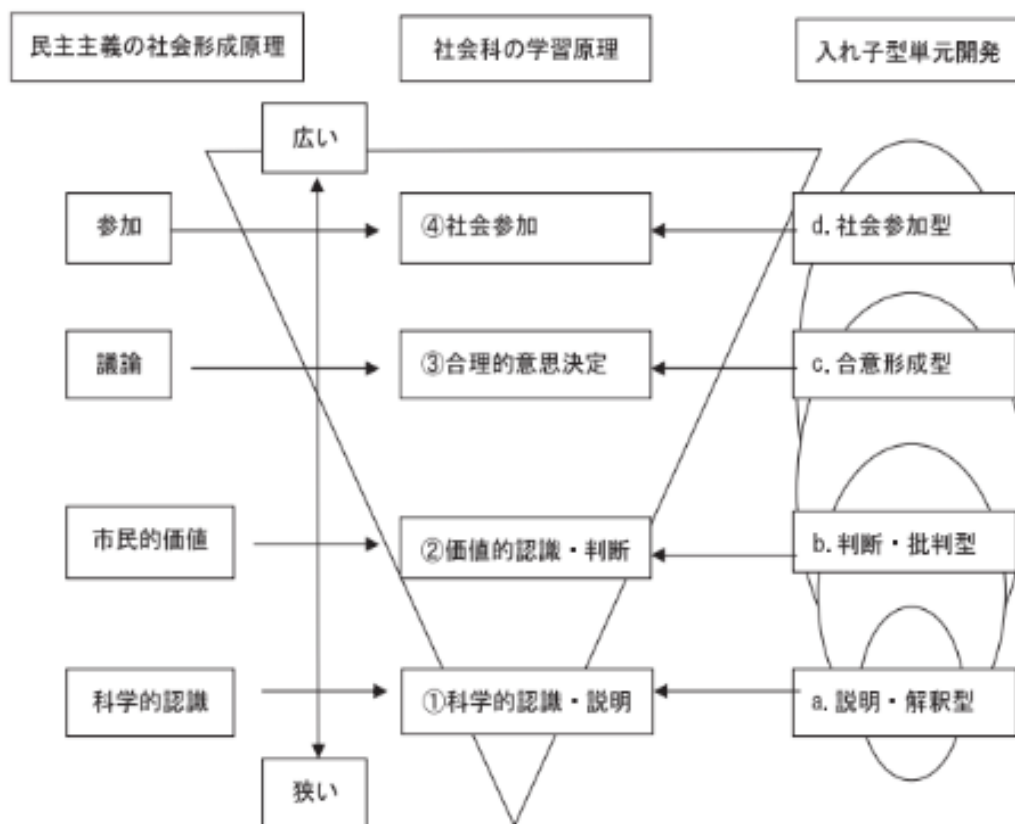 民主主義の社会形成原理
社会科の学習原理
入れ子型単元開発
広い
参加
④社会参加
d.社会参加型
議論
③合理的意思決定
c.合意形成型
市民的価値
②価値的認識・判断
b.判断・批判型
科学的認識
①科学的認識・説明
a.説明・解釈型
狭い